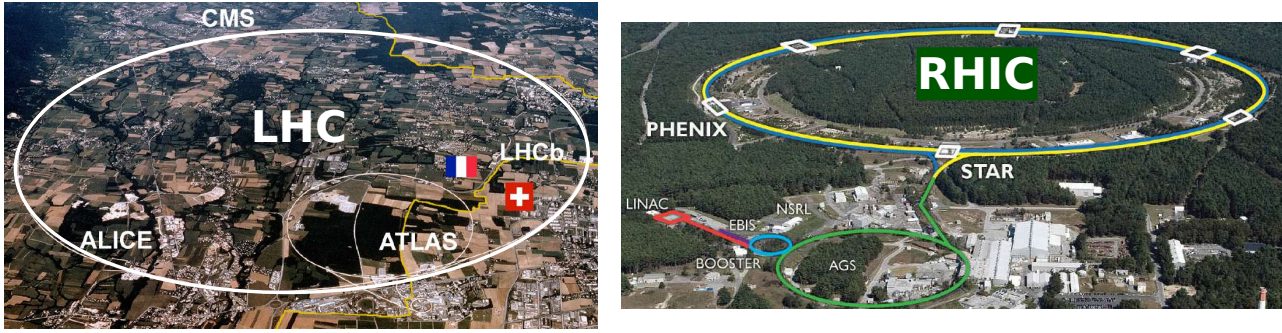 CMS
LHC
LHCb
ALICE
ATLAS
RHIC
PHENIX
STAR
LINAC
EBIS
NSRL
BOOSTER
AGS